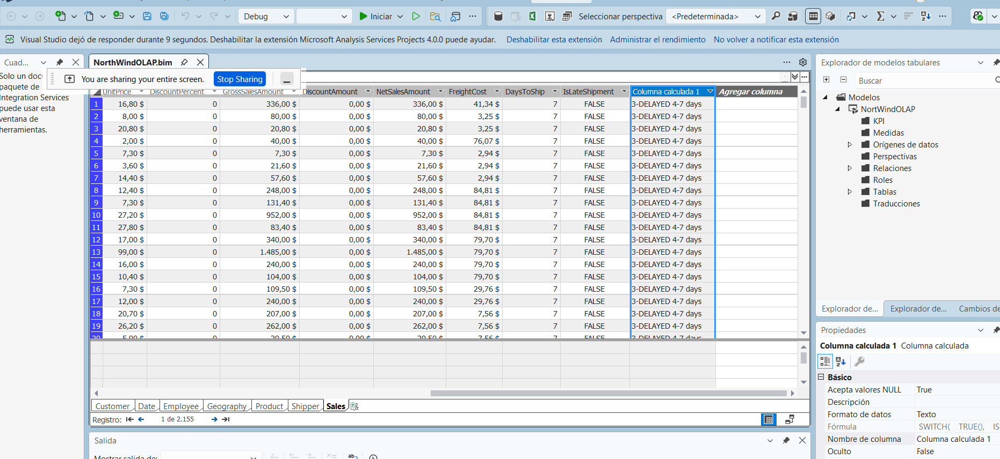 Debug
Iniciar
Seleccionar perspectiva
<Predeterminada>
Visual Studio dejó de responder durante 9 segundos. Deshabilitar la extensión Microsoft Analysis Services Projects 4.0.0 puede ayudar. Deshabilitar esta extensión Administrar el rendimiento No volver a notificar esta extensión
Cuad...
Solo un docu
paquete de
Integration Services
puede usar esta
ventana de
herramientas.
NorthWindOLAP.bim
You are sharing your entire screen. Stop Sharing
UnitPrice DiscountPercent GrossSalesAmount DiscountAmount NetSalesAmount FreightCost DaysToShip IsLateShipment Columna calculada 1 Agregar columna
1 16,80 $ 0 336,00 $ 0,00 $ 336,00 $ 41,34 $ 7 FALSE 3-DELAYED 4-7 days
2 8,00 $ 0 80,00 $ 0,00 $ 80,00 $ 3,25 $ 7 FALSE 3-DELAYED 4-7 days
3 20,80 $ 0 20,80 $ 0,00 $ 20,80 $ 3,25 $ 7 FALSE 3-DELAYED 4-7 days
4 2,00 $ 0 40,00 $ 0,00 $ 40,00 $ 76,07 $ 7 FALSE 3-DELAYED 4-7 days
5 7,30 $ 0 7,30 $ 0,00 $ 7,30 $ 2,94 $ 7 FALSE 3-DELAYED 4-7 days
6 3,60 $ 0 21,60 $ 0,00 $ 21,60 $ 2,94 $ 7 FALSE 3-DELAYED 4-7 days
7 14,40 $ 0 57,60 $ 0,00 $ 57,60 $ 2,94 $ 7 FALSE 3-DELAYED 4-7 days
8 12,40 $ 0 248,00 $ 0,00 $ 248,00 $ 84,81 $ 7 FALSE 3-DELAYED 4-7 days
9 7,30 $ 0 131,40 $ 0,00 $ 131,40 $ 84,81 $ 7 FALSE 3-DELAYED 4-7 days
10 27,20 $ 0 952,00 $ 0,00 $ 952,00 $ 84,81 $ 7 FALSE 3-DELAYED 4-7 days
11 27,80 $ 0 83,40 $ 0,00 $ 83,40 $ 84,81 $ 7 FALSE 3-DELAYED 4-7 days
12 17,00 $ 0 340,00 $ 0,00 $ 340,00 $ 79,70 $ 7 FALSE 3-DELAYED 4-7 days
13 99,00 $ 0 1.485,00 $ 0,00 $ 1.485,00 $ 79,70 $ 7 FALSE 3-DELAYED 4-7 days
14 16,00 $ 0 240,00 $ 0,00 $ 240,00 $ 79,70 $ 7 FALSE 3-DELAYED 4-7 days
15 10,40 $ 0 104,00 $ 0,00 $ 104,00 $ 79,70 $ 7 FALSE 3-DELAYED 4-7 days
16 7,30 $ 0 109,50 $ 0,00 $ 109,50 $ 29,76 $ 7 FALSE 3-DELAYED 4-7 days
17 12,00 $ 0 240,00 $ 0,00 $ 240,00 $ 29,76 $ 7 FALSE 3-DELAYED 4-7 days
18 20,70 $ 0 207,00 $ 0,00 $ 207,00 $ 7,56 $ 7 FALSE 3-DELAYED 4-7 days
19 26,20 $ 0 262,00 $ 0,00 $ 262,00 $ 7,56 $ 7 FALSE 3-DELAYED 4-7 days
20 5,90 $ 0 29,50 $ 0,00 $ 29,50 $ 7,56 $ 7 FALSE 3-DELAYED 4-7 days
Customer Date Employee Geography Product Shipper Sales
Registro: 1 de 2.155
Salida
Mostrar salida de:
Explorador de modelos tabulares
Buscar
Modelos
NortWindOLAP
KPI
Medidas
Orígenes de datos
Perspectivas
Relaciones
Roles
Tablas
Traducciones
Explorador de... Explorador de... Cambios de
Propiedades
Columna calculada 1 Columna calculada
Básico
Acepta valores NULL True
Descripción
Formato de datos Texto
Fórmula SWITCH( TRUE(), IS
Nombre de columna Columna calculada 1
Oculto False